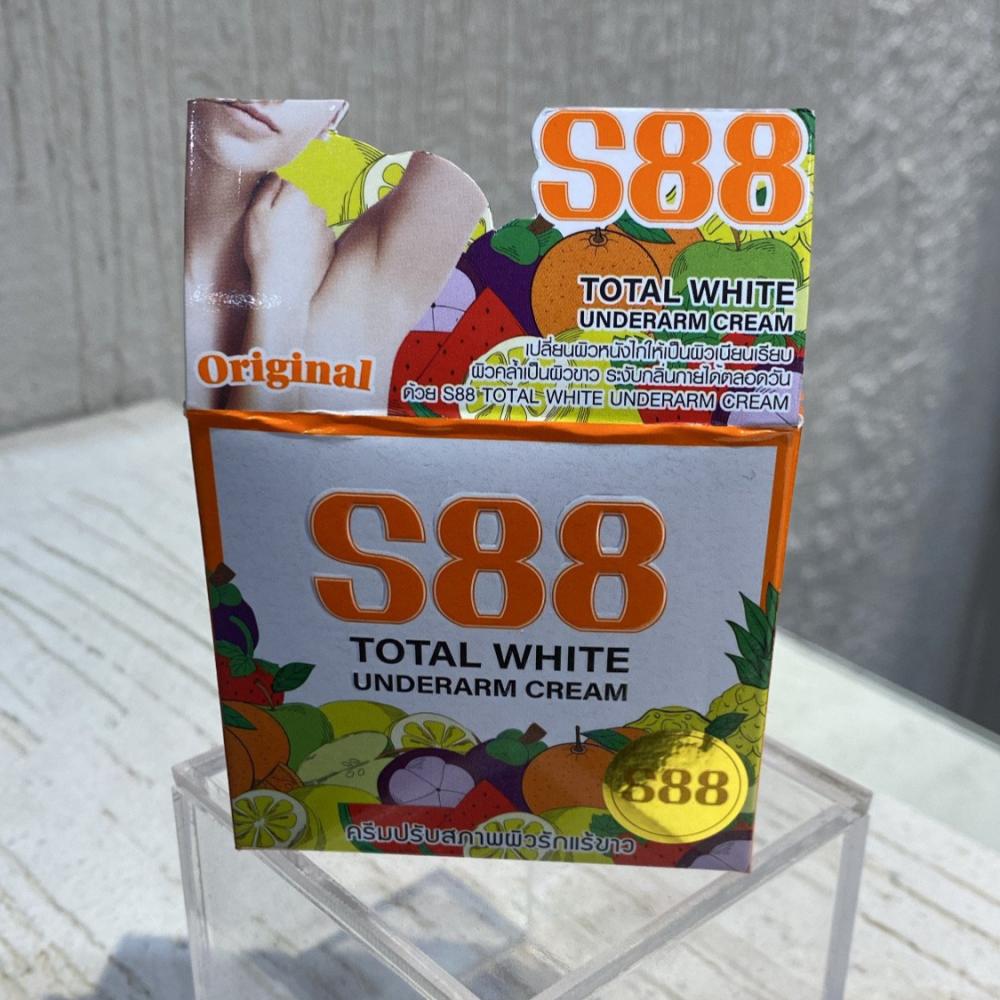 S88
TOTAL WHITE
UNDERARM CREAM
เปลี่ยนผิวหนังไก่ให้เป็นผิวเนียนเรียบ
ผิวคล้ำเป็นผิวขาว ระงับกลิ่นกายได้ตลอดวัน
ด้วย S88 TOTAL WHITE UNDERARM CREAM
Original
S88
TOTAL WHITE
UNDERARM CREAM
S88
ครีมปรับสภาพผิวรักแร้ขาว